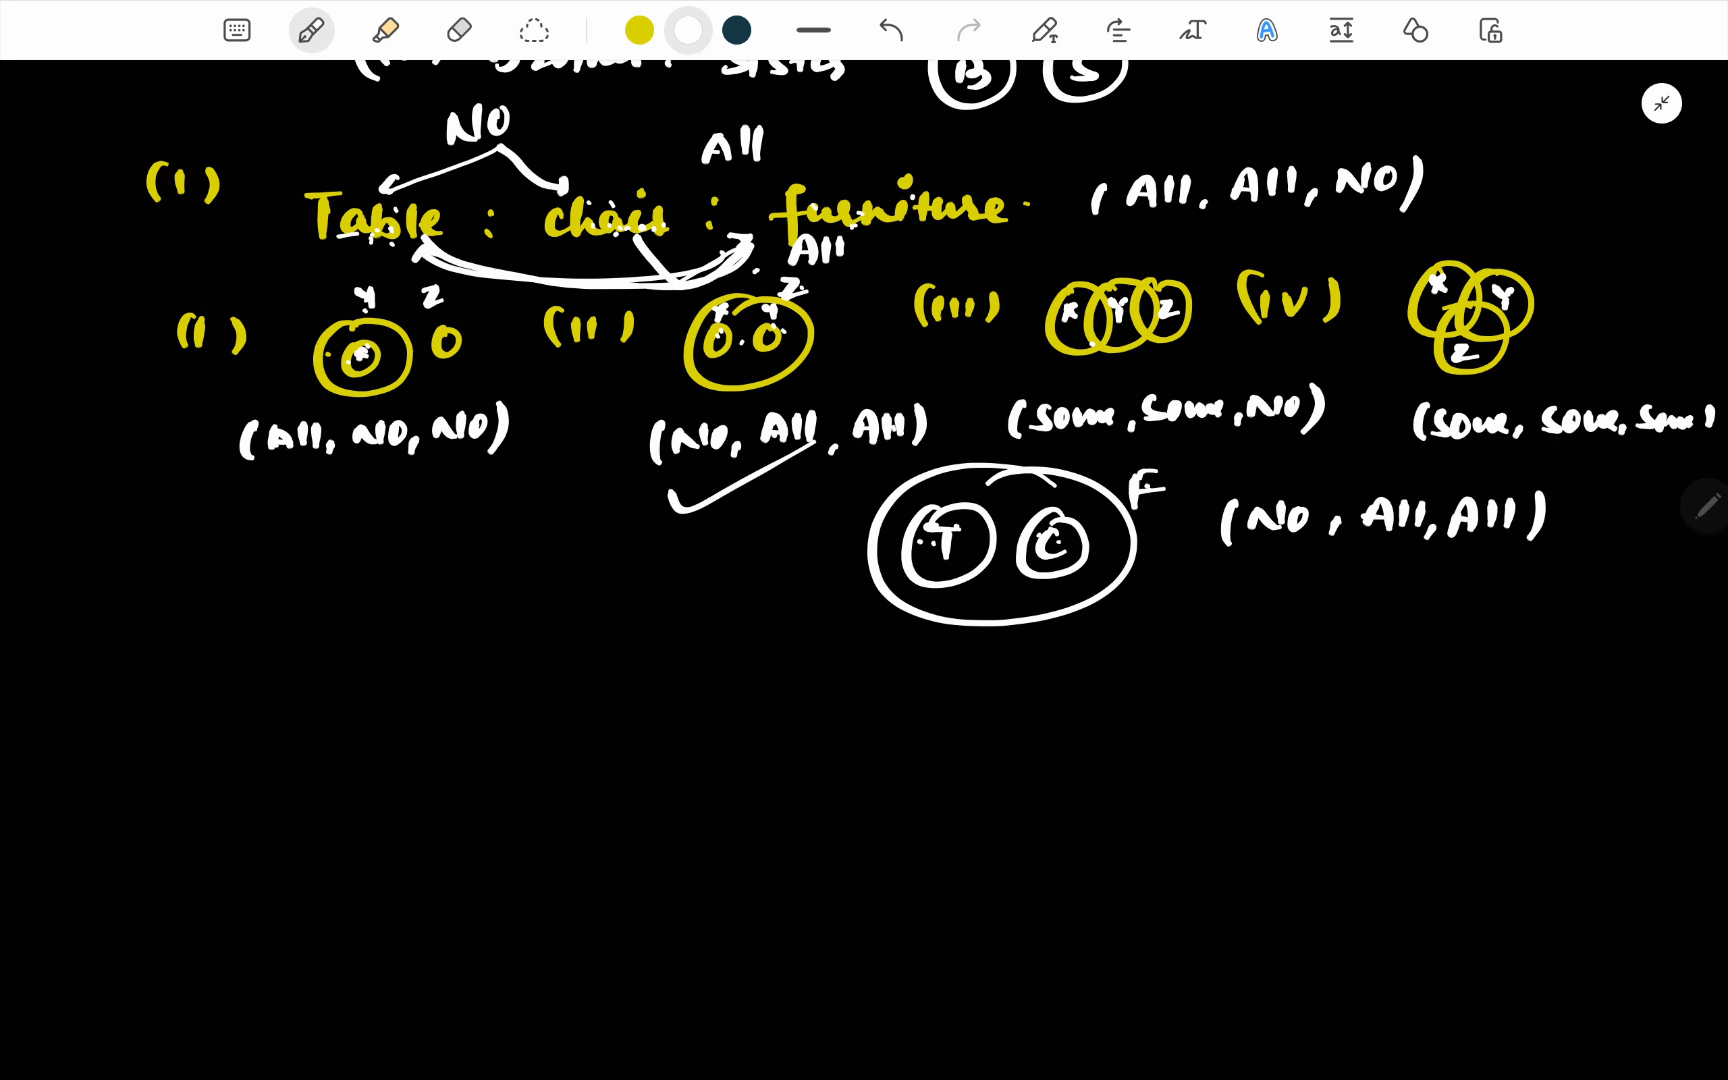 sister B S
NO All
(I) Table : chair : furniture. (All, All, NO)
All
Y Z
(I) X (II) X Y Z (III) X Y Z (IV) X Y Z
(All, NO, NO) (NO, All, All) (some, some, NO) (some, some, some)
T C F (NO, All, All)